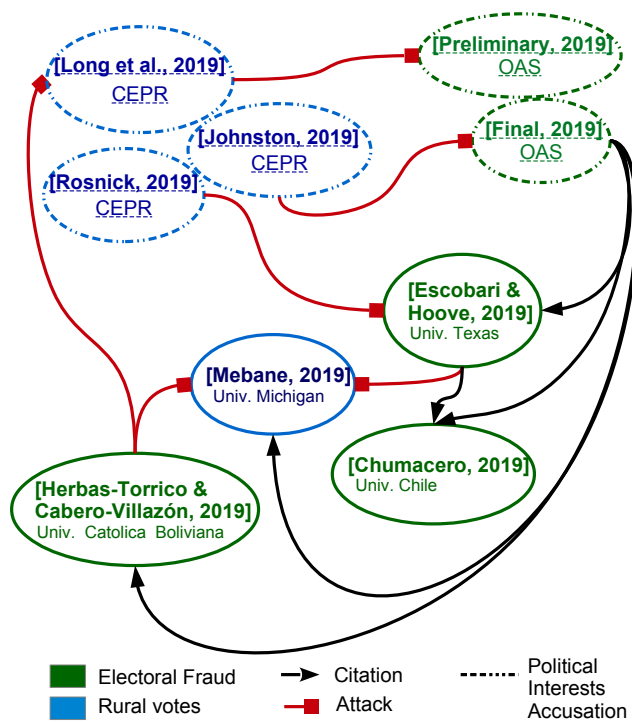 [Long et al., 2019]
CEPR
[Preliminary, 2019]
OAS
[Johnston, 2019]
CEPR
[Final, 2019]
OAS
[Rosnick, 2019]
CEPR
[Escobari &
Hoove, 2019]
Univ. Texas
[Mebane, 2019]
Univ. Michigan
[Chumacero, 2019]
Univ. Chile
[Herbas-Torrico &
Cabero-Villazón, 2019]
Univ. Catolica Boliviana
Electoral Fraud
Rural votes
Citation
Attack
Political
Interests
Accusation